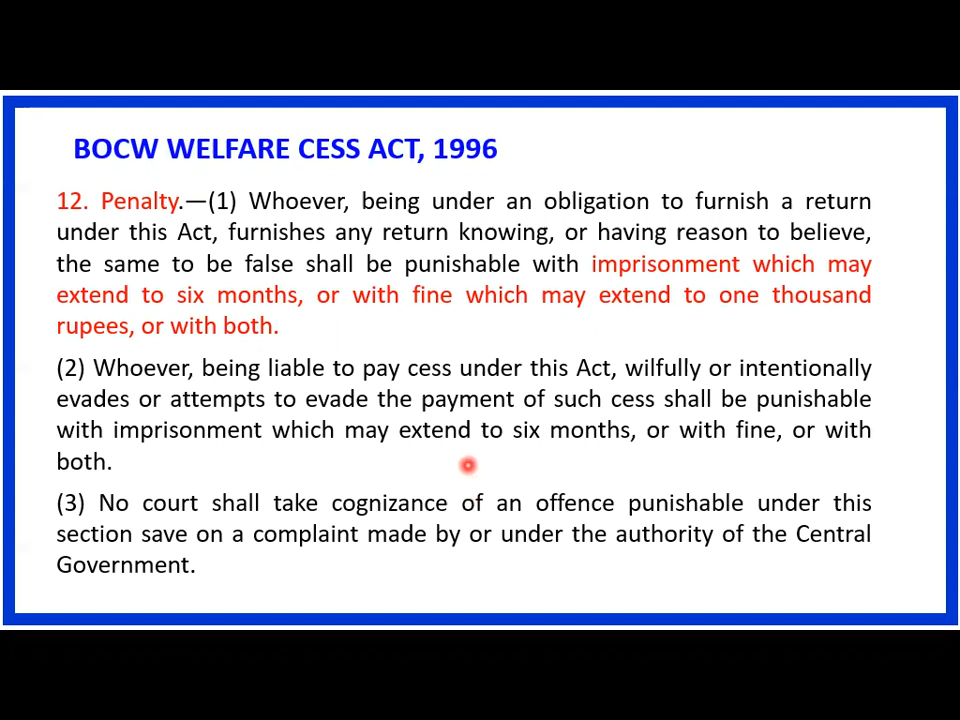 BOCW WELFARE CESS ACT, 1996
12. Penalty.—(1) Whoever, being under an obligation to furnish a return
under this Act, furnishes any return knowing, or having reason to believe,
the same to be false shall be punishable with imprisonment which may
extend to six months, or with fine which may extend to one thousand
rupees, or with both.
(2) Whoever, being liable to pay cess under this Act, wilfully or intentionally
evades or attempts to evade the payment of such cess shall be punishable
with imprisonment which may extend to six months, or with fine, or with
both.
(3) No court shall take cognizance of an offence punishable under this
section save on a complaint made by or under the authority of the Central
Government.